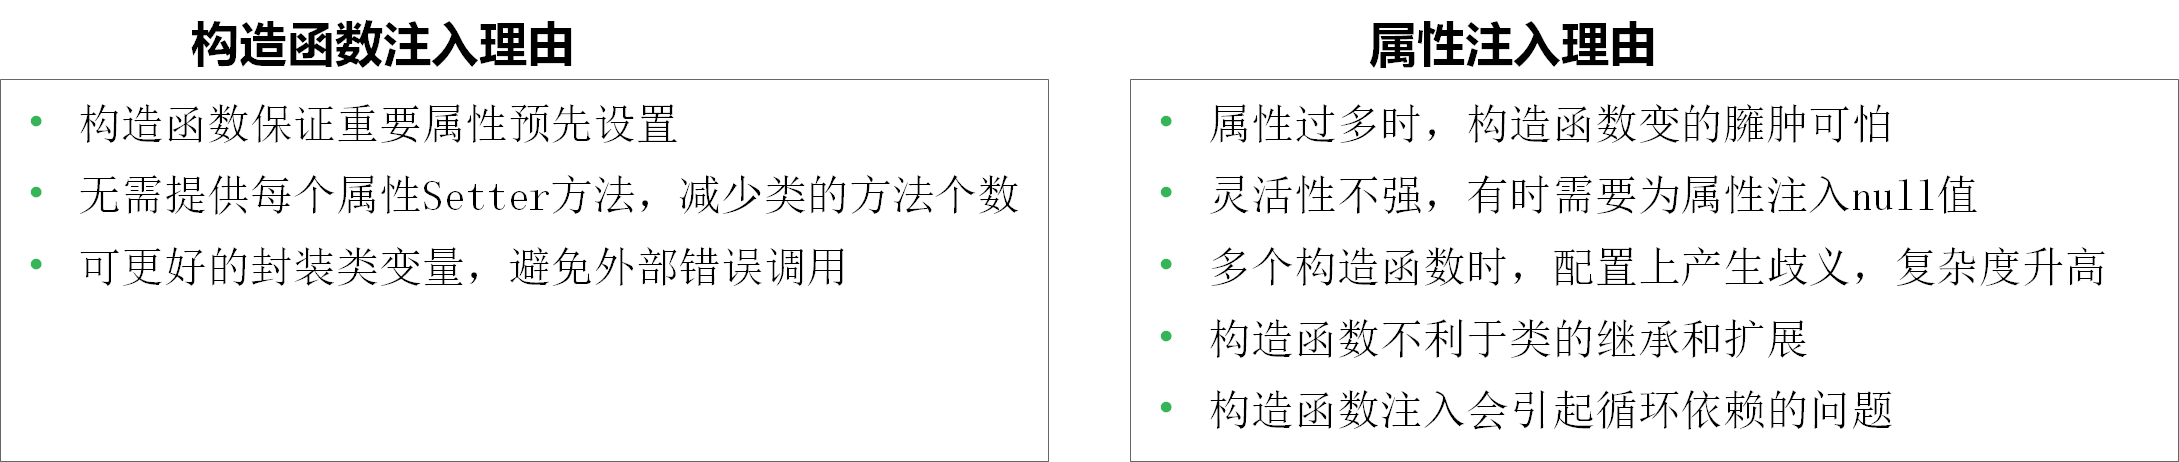 构造函数注入理由
• 构造函数保证重要属性预先设置
• 无需提供每个属性Setter方法，减少类的方法个数
• 可更好的封装类变量，避免外部错误调用
属性注入理由
• 属性过多时，构造函数变的臃肿可怕
• 灵活性不强，有时需要为属性注入null值
• 多个构造函数时，配置上产生歧义，复杂度升高
• 构造函数不利于类的继承和扩展
• 构造函数注入会引起循环依赖的问题